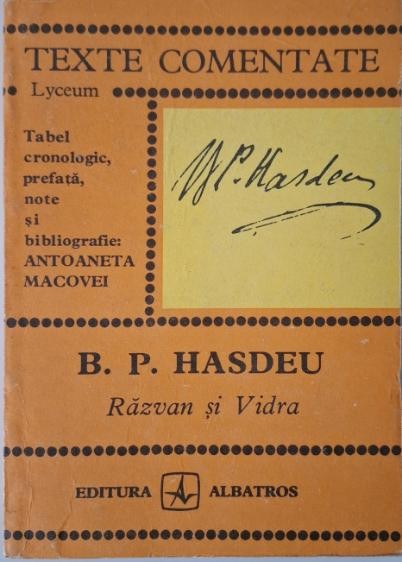 TEXTE COMENTATE
Lyceum
Tabel
cronologic,
prefață,
note
și
bibliografie:
ANTOANETA
MACOVEI
B P. Hasdeu
B. P. HASDEU
Răzvan și Vidra
EDITURA ALBATROS